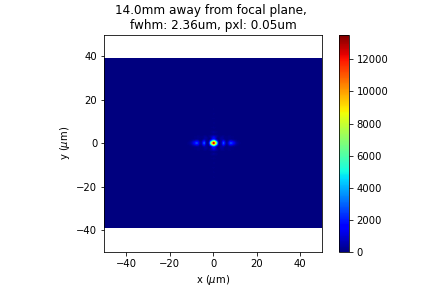 14.0mm away from focal plane,
fwhm: 2.36um, pxl: 0.05um
40
20
0
−20
−40
y (μm)
−40 −20 0 20 40
x (μm)
12000
10000
8000
6000
4000
2000
0